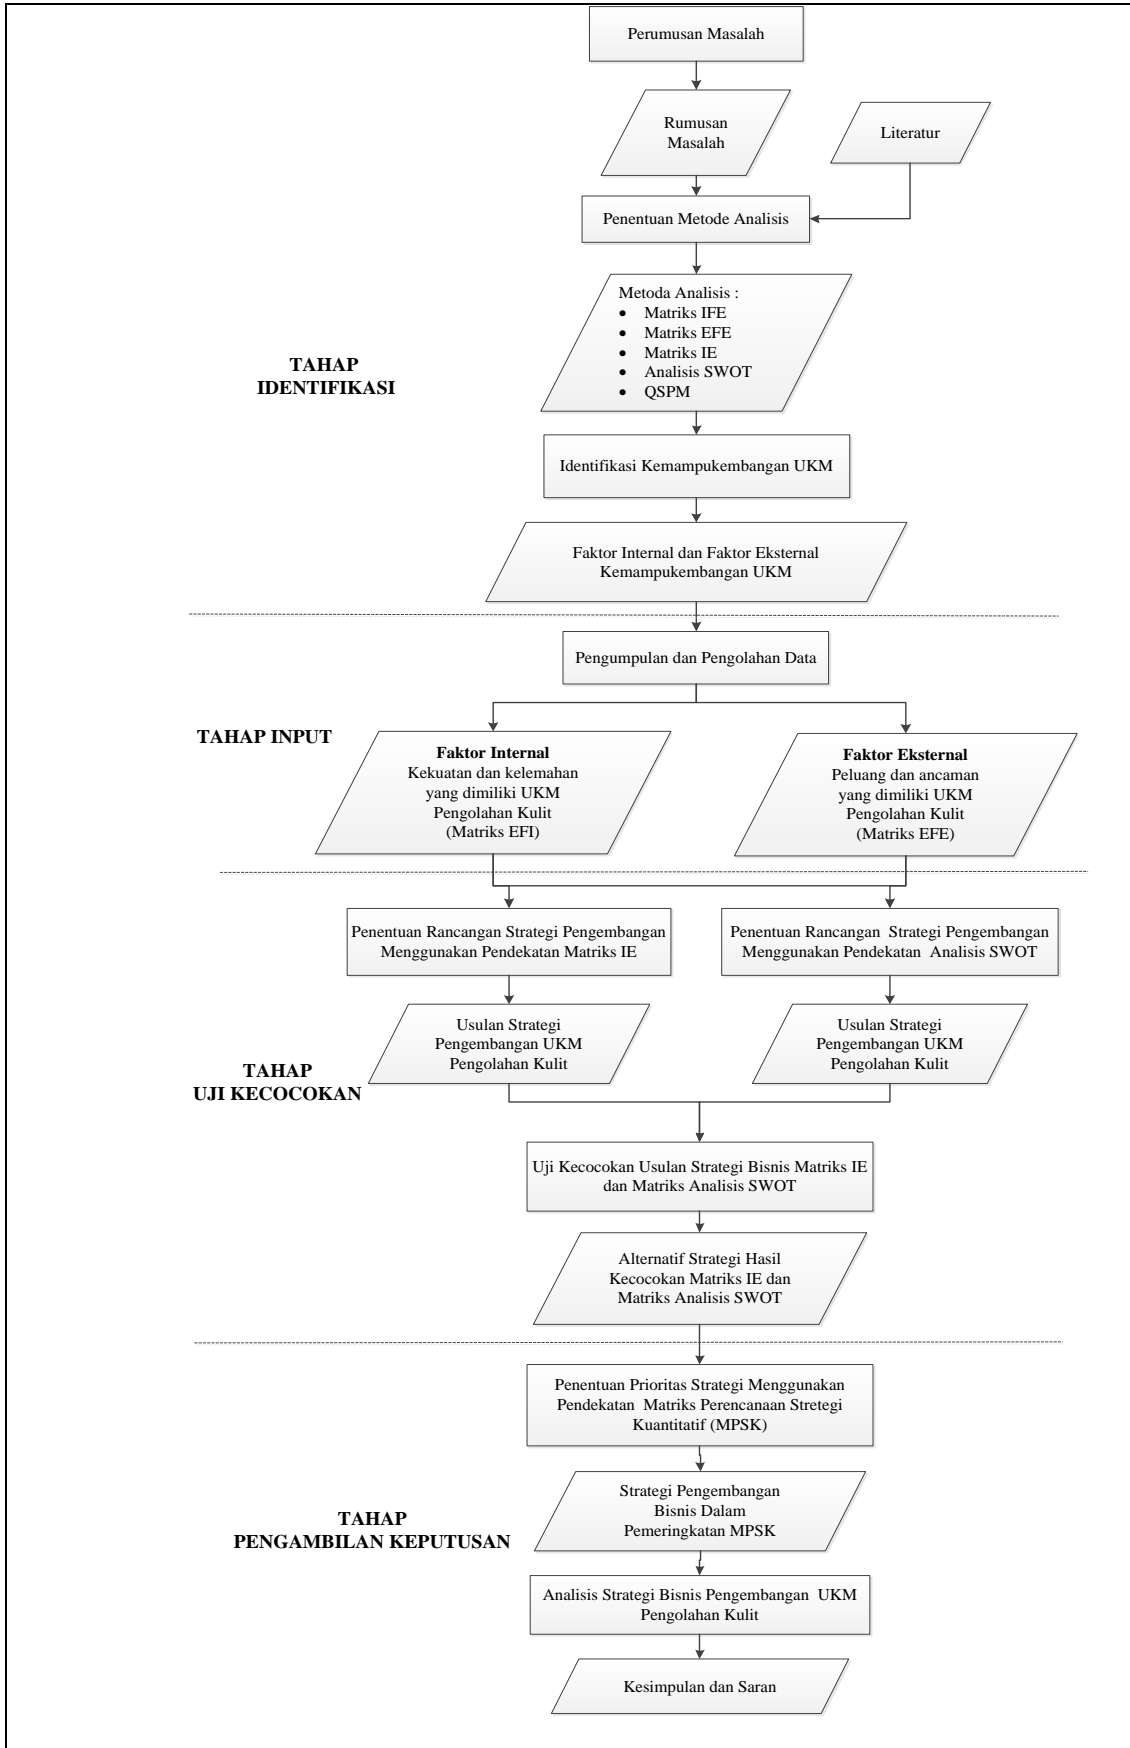 Perumusan Masalah
Rumusan
Masalah
Literatur
Penentuan Metode Analisis
Metoda Analisis :
• Matriks IFE
• Matriks EFE
• Matriks IE
• Analisis SWOT
• QSPM
TAHAP
IDENTIFIKASI
Identifikasi Kemampukembangan UKM
Faktor Internal dan Faktor Eksternal
Kemampukembangan UKM
Pengumpulan dan Pengolahan Data
TAHAP INPUT
Faktor Internal
Kekuatan dan kelemahan
yang dimiliki UKM
Pengolahan Kulit
(Matriks EFI)
Faktor Eksternal
Peluang dan ancaman
yang dimiliki UKM
Pengolahan Kulit
(Matriks EFE)
Penentuan Rancangan Strategi Pengembangan
Menggunakan Pendekatan Matriks IE
Penentuan Rancangan Strategi Pengembangan
Menggunakan Pendekatan Analisis SWOT
Usulan Strategi
Pengembangan UKM
Pengolahan Kulit
Usulan Strategi
Pengembangan UKM
Pengolahan Kulit
TAHAP
UJI KECOCOKAN
Uji Kecocokan Usulan Strategi Bisnis Matriks IE
dan Matriks Analisis SWOT
Alternatif Strategi Hasil
Kecocokan Matriks IE dan
Matriks Analisis SWOT
Penentuan Prioritas Strategi Menggunakan
Pendekatan Matriks Perencanaan Stretegi
Kuantitatif (MPSK)
Strategi Pengembangan
Bisnis Dalam
Pemeringkatan MPSK
TAHAP
PENGAMBILAN KEPUTUSAN
Analisis Strategi Bisnis Pengembangan UKM
Pengolahan Kulit
Kesimpulan dan Saran